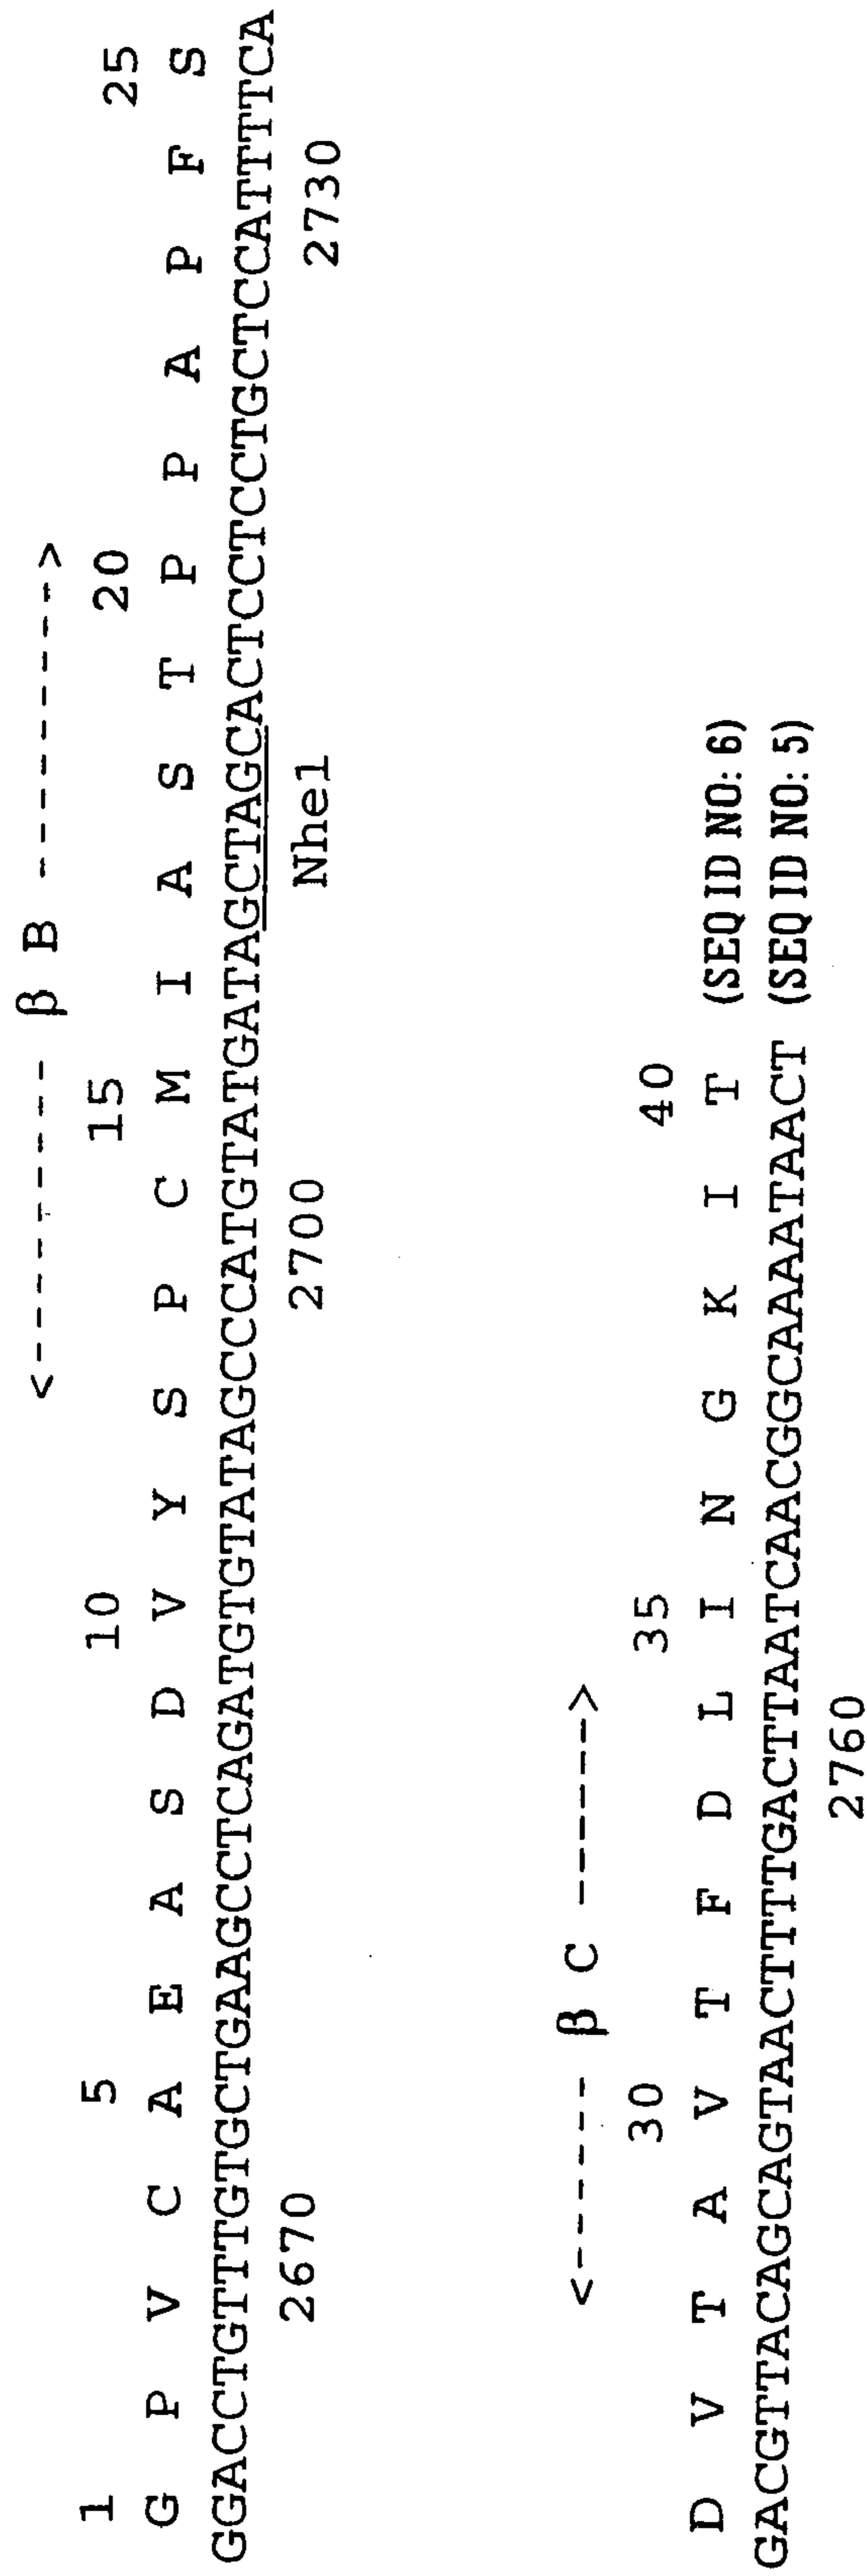 <--------- β B --------->
1 5 10 15 20 25
G P V C A E A S D V Y S P C M I A S T P P A P F S
GGACCTGTTTGTGCTGAAGCCTCAGATGTGTATAGCCCATGTATGATAGCTAGCACTCCTCCTGCTCCATTTTCA
2670 2700 Nhe1 2730
<------ β C ------>
30 35 40
D V T A V T F D L I N G K I T (SEQ ID NO: 6)
GACGTTACAGCAGTAACTTTTGACTTAATCAACGGCAAAATAACT (SEQ ID NO: 5)
2760